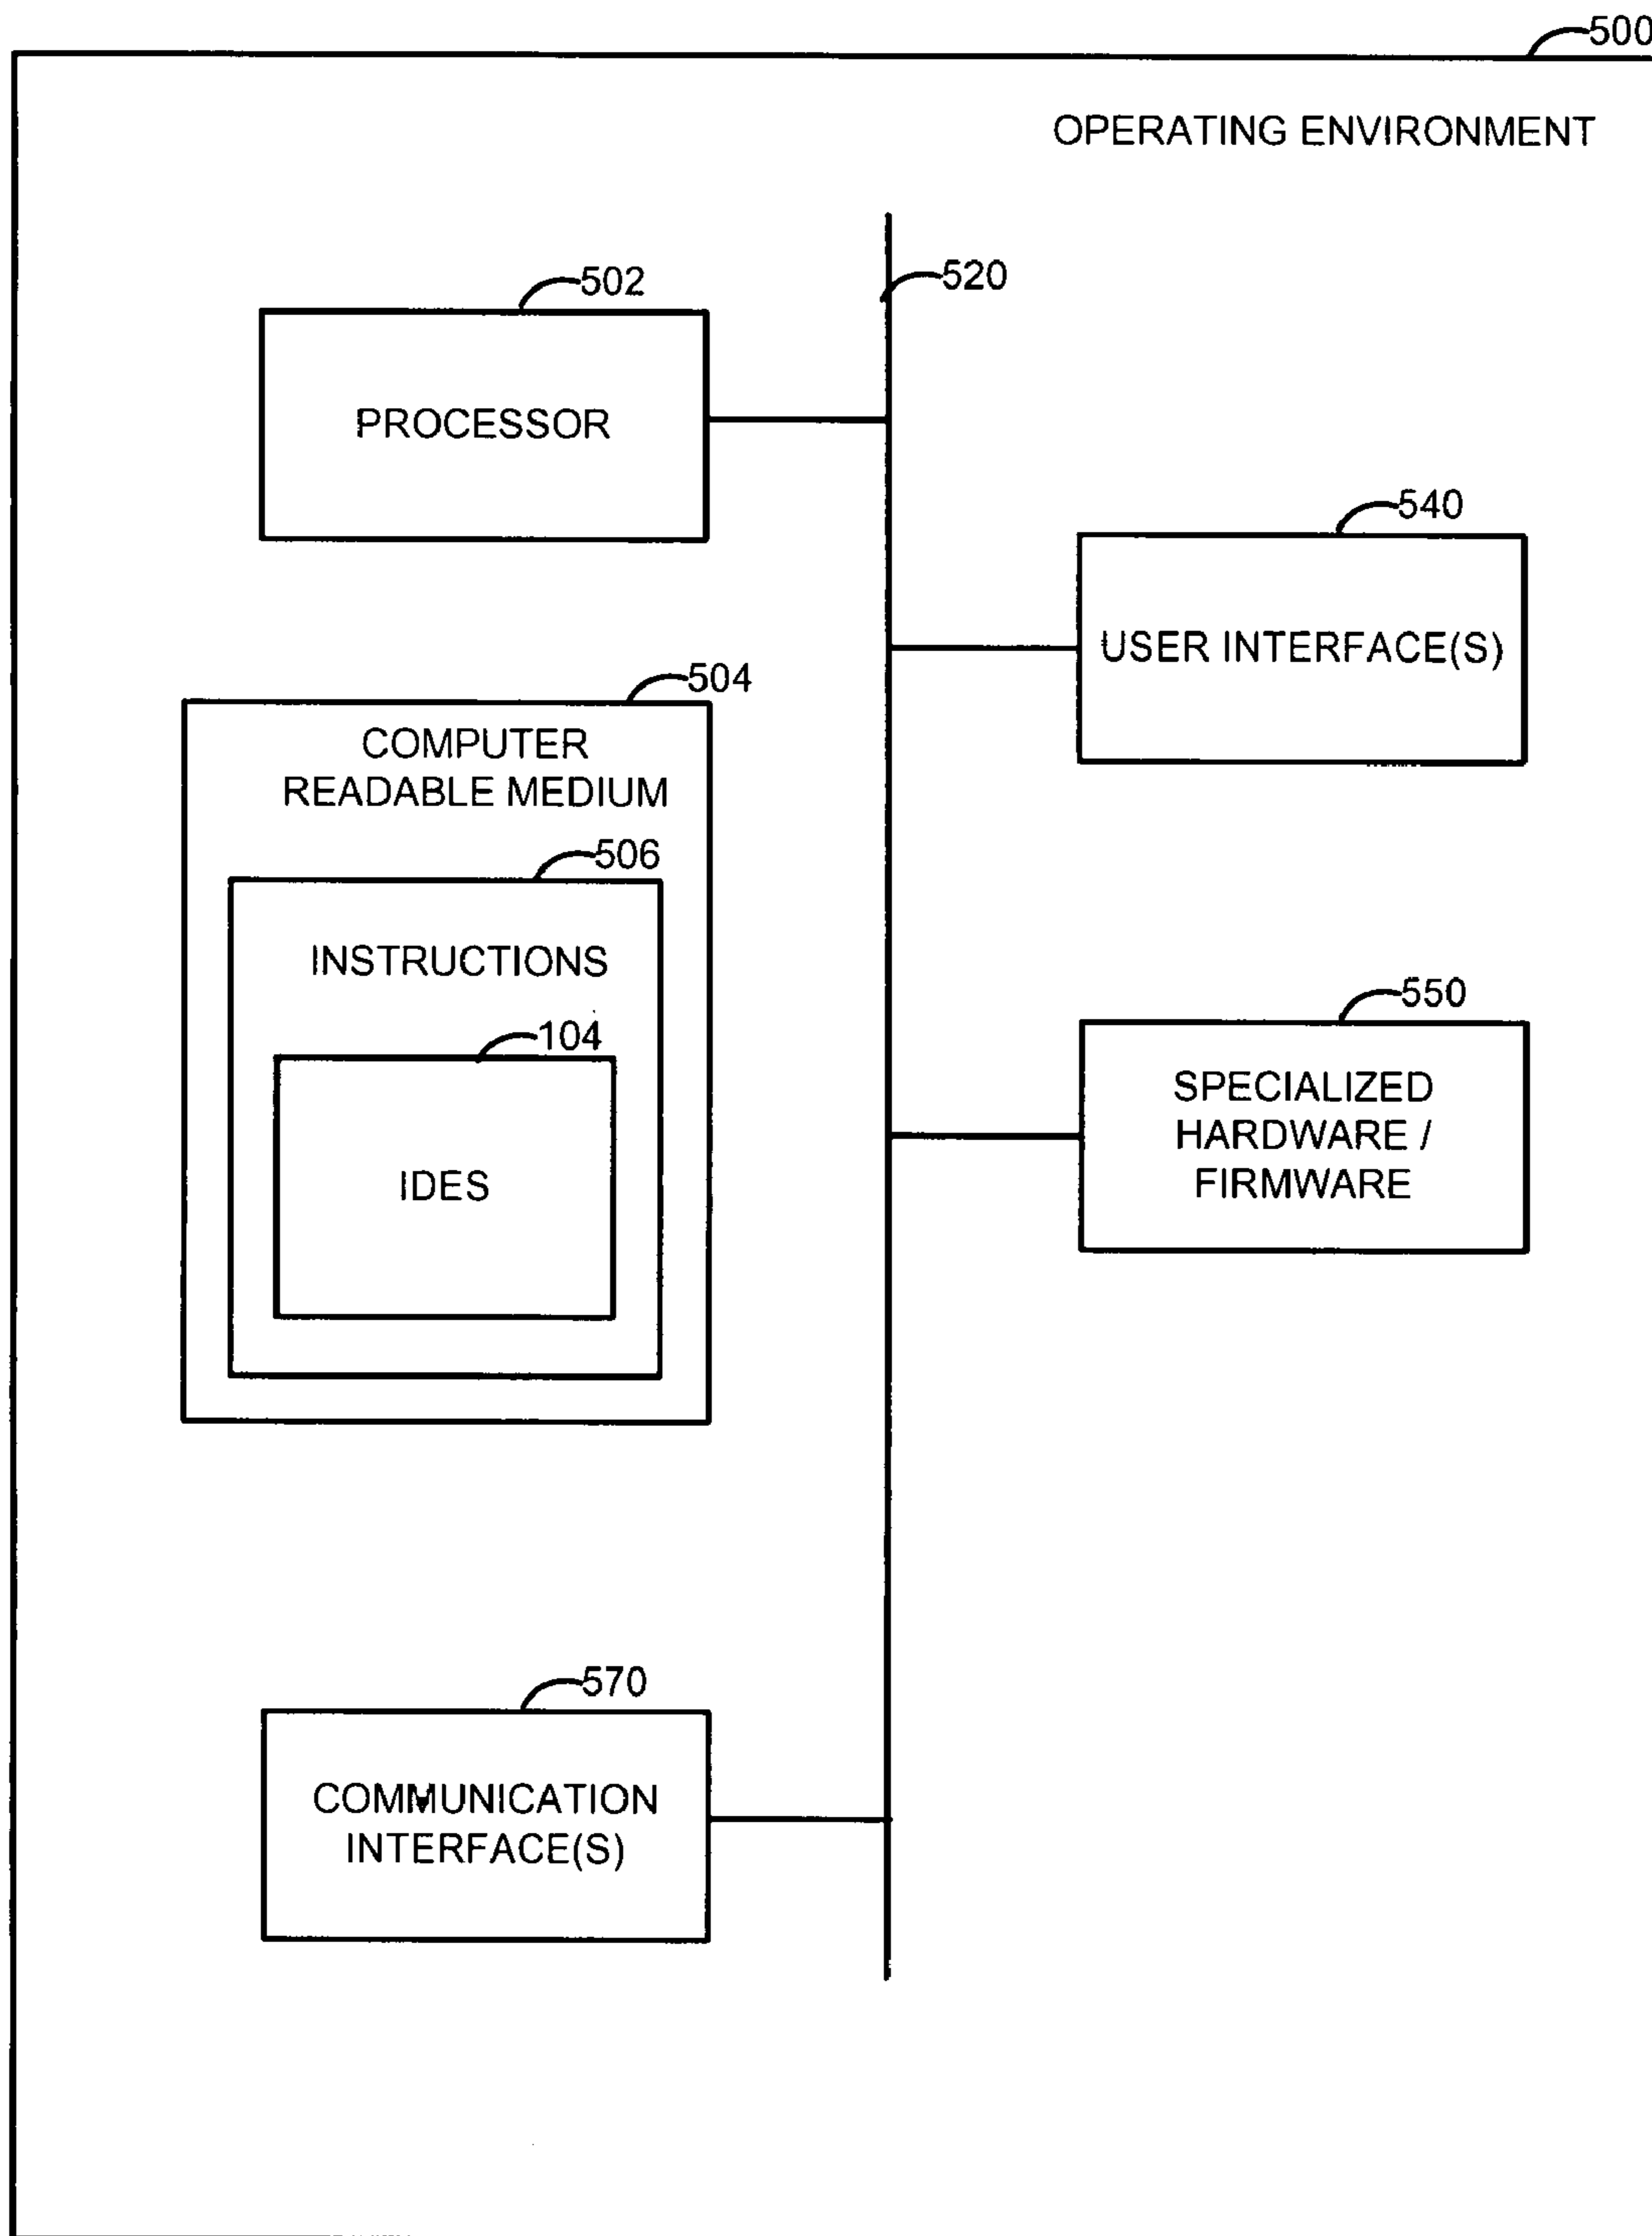 500
OPERATING ENVIRONMENT
502
520
PROCESSOR
540
USER INTERFACE(S)
504
COMPUTER
READABLE MEDIUM
506
INSTRUCTIONS
550
104
SPECIALIZED
HARDWARE /
FIRMWARE
IDES
570
COMMUNICATION
INTERFACE(S)